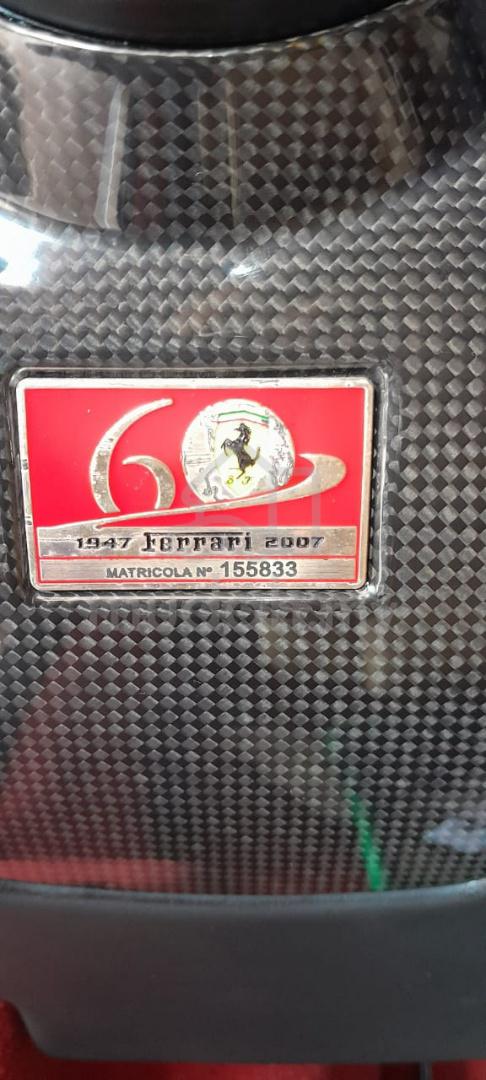 60
1947 Ferrari 2007
MATRICOLA N° 155833